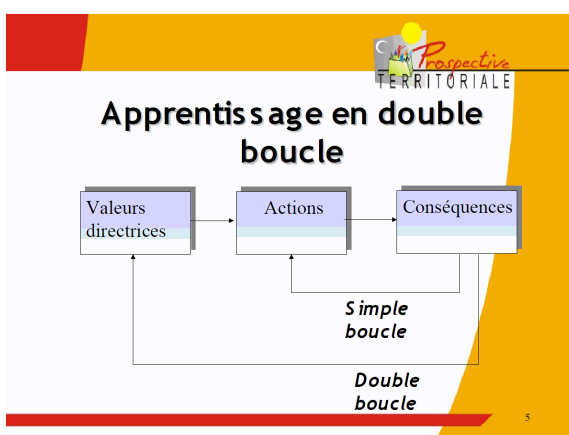 Prospective
TERRITORIALE
Apprentissage en double
boucle
Valeurs
directrices
Actions
Conséquences
Simple
boucle
Double
boucle
5